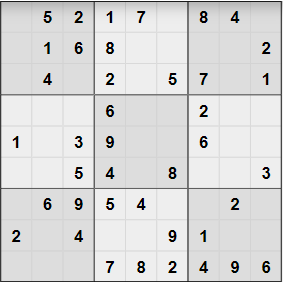 5 2 1 7 8 4
1 6 8 2
4 2 5 7 1
6 2
1 3 9 6
5 4 8 3
6 9 5 4 2
2 4 9 1
7 8 2 4 9 6